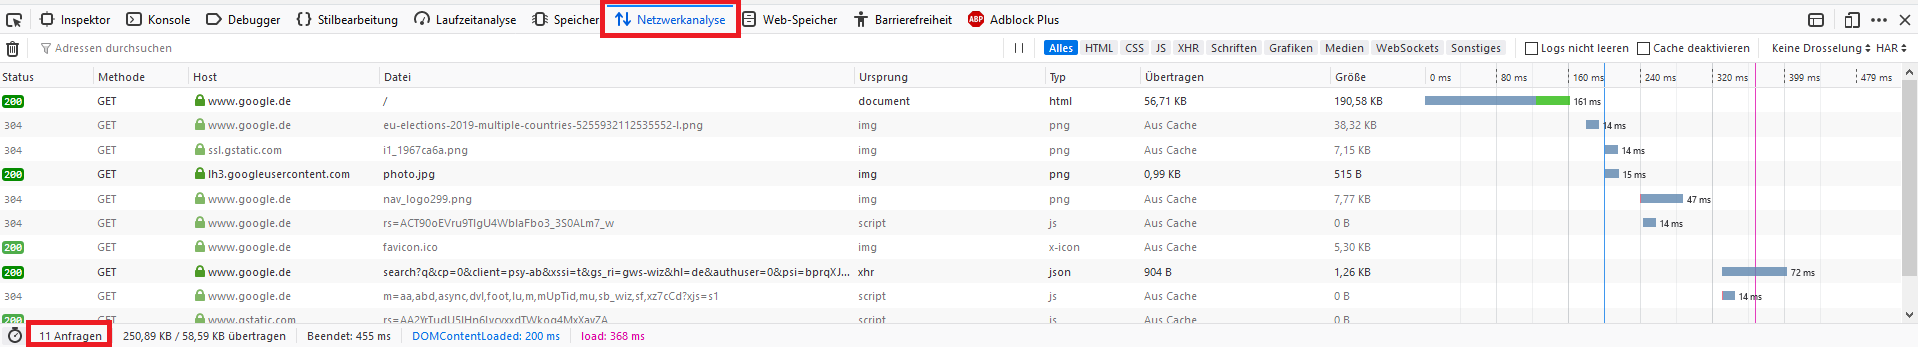 Inspektor Konsole Debugger Stilbearbeitung Laufzeitanalyse Speicher Netzwerkanalyse Web-Speicher Barrierefreiheit ABP Adblock Plus
Adressen durchsuchen Alles HTML CSS JS XHR Schriften Grafiken Medien WebSockets Sonstiges Logs nicht leeren Cache deaktivieren Keine Drosselung HAR
Status Methode Host Datei Ursprung Typ Übertragen Größe 0 ms 80 ms 160 ms 240 ms 320 ms 399 ms 479 ms
200 GET www.google.de / document html 56,71 KB 190,58 KB 161 ms
304 GET www.google.de eu-elections-2019-multiple-countries-5255932112535552-l.png img png Aus Cache 38,32 KB 14 ms
304 GET ssl.gstatic.com i1_1967ca6a.png img png Aus Cache 7,15 KB 14 ms
200 GET lh3.googleusercontent.com photo.jpg img png 0,99 KB 515 B 15 ms
304 GET www.google.de nav_logo299.png img png Aus Cache 7,77 KB 47 ms
304 GET www.google.de rs=ACT90oEVru9TlgU4WblaFbo3_3S0ALm7_w script js Aus Cache 0 B 14 ms
200 GET www.google.de favicon.ico img x-icon Aus Cache 5,30 KB
200 GET www.google.de search?q&cp=0&client=psy-ab&xssi=t&gs_ri=gws-wiz&hl=de&authuser=0&psi=bprqXJ... xhr json 904 B 1,26 KB 72 ms
304 GET www.google.de m=aa,abd,async,dvl,foot,lu,m,mUpTid,mu,sb_wiz,sf,xz7cCd?xjs=s1 script js Aus Cache 0 B 14 ms
200 GET www.gstatic.com script js Aus Cache 0 B
11 Anfragen 250,89 KB / 58,59 KB übertragen Beendet: 455 ms DOMContentLoaded: 200 ms load: 368 ms